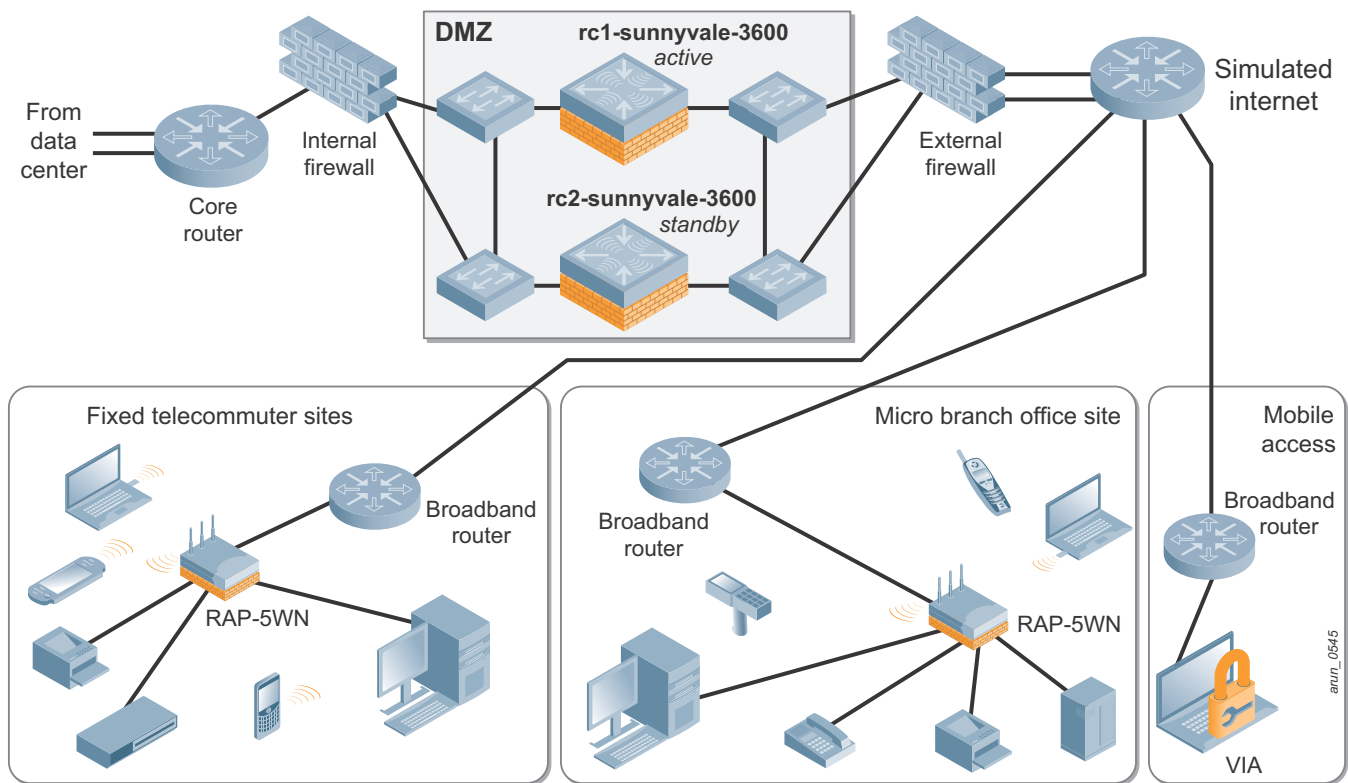 DMZ
rc1-sunnyvale-3600
active
Simulated
internet
From
data
center
Internal
firewall
External
firewall
Core
router
rc2-sunnyvale-3600
standby
Fixed telecommuter sites
Broadband
router
RAP-5WN
Micro branch office site
Broadband
router
RAP-5WN
Mobile
access
Broadband
router
VIA
arun_0545